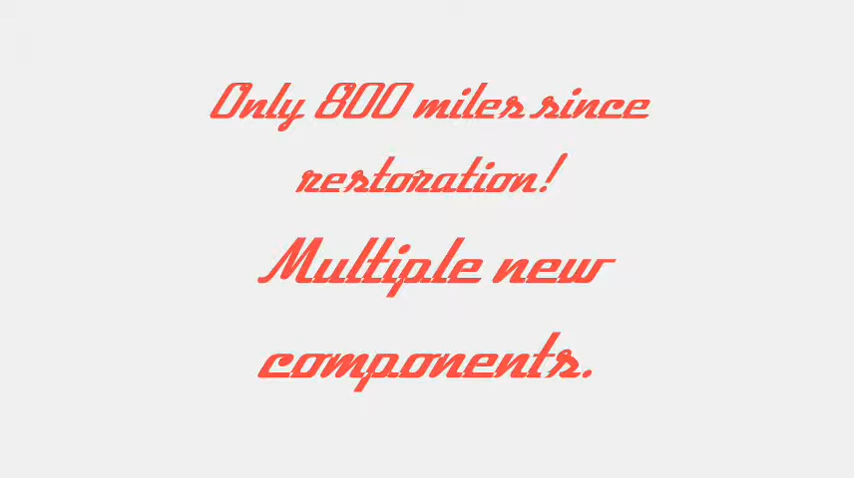 Only 800 miles since
restoration!
Multiple new
components.